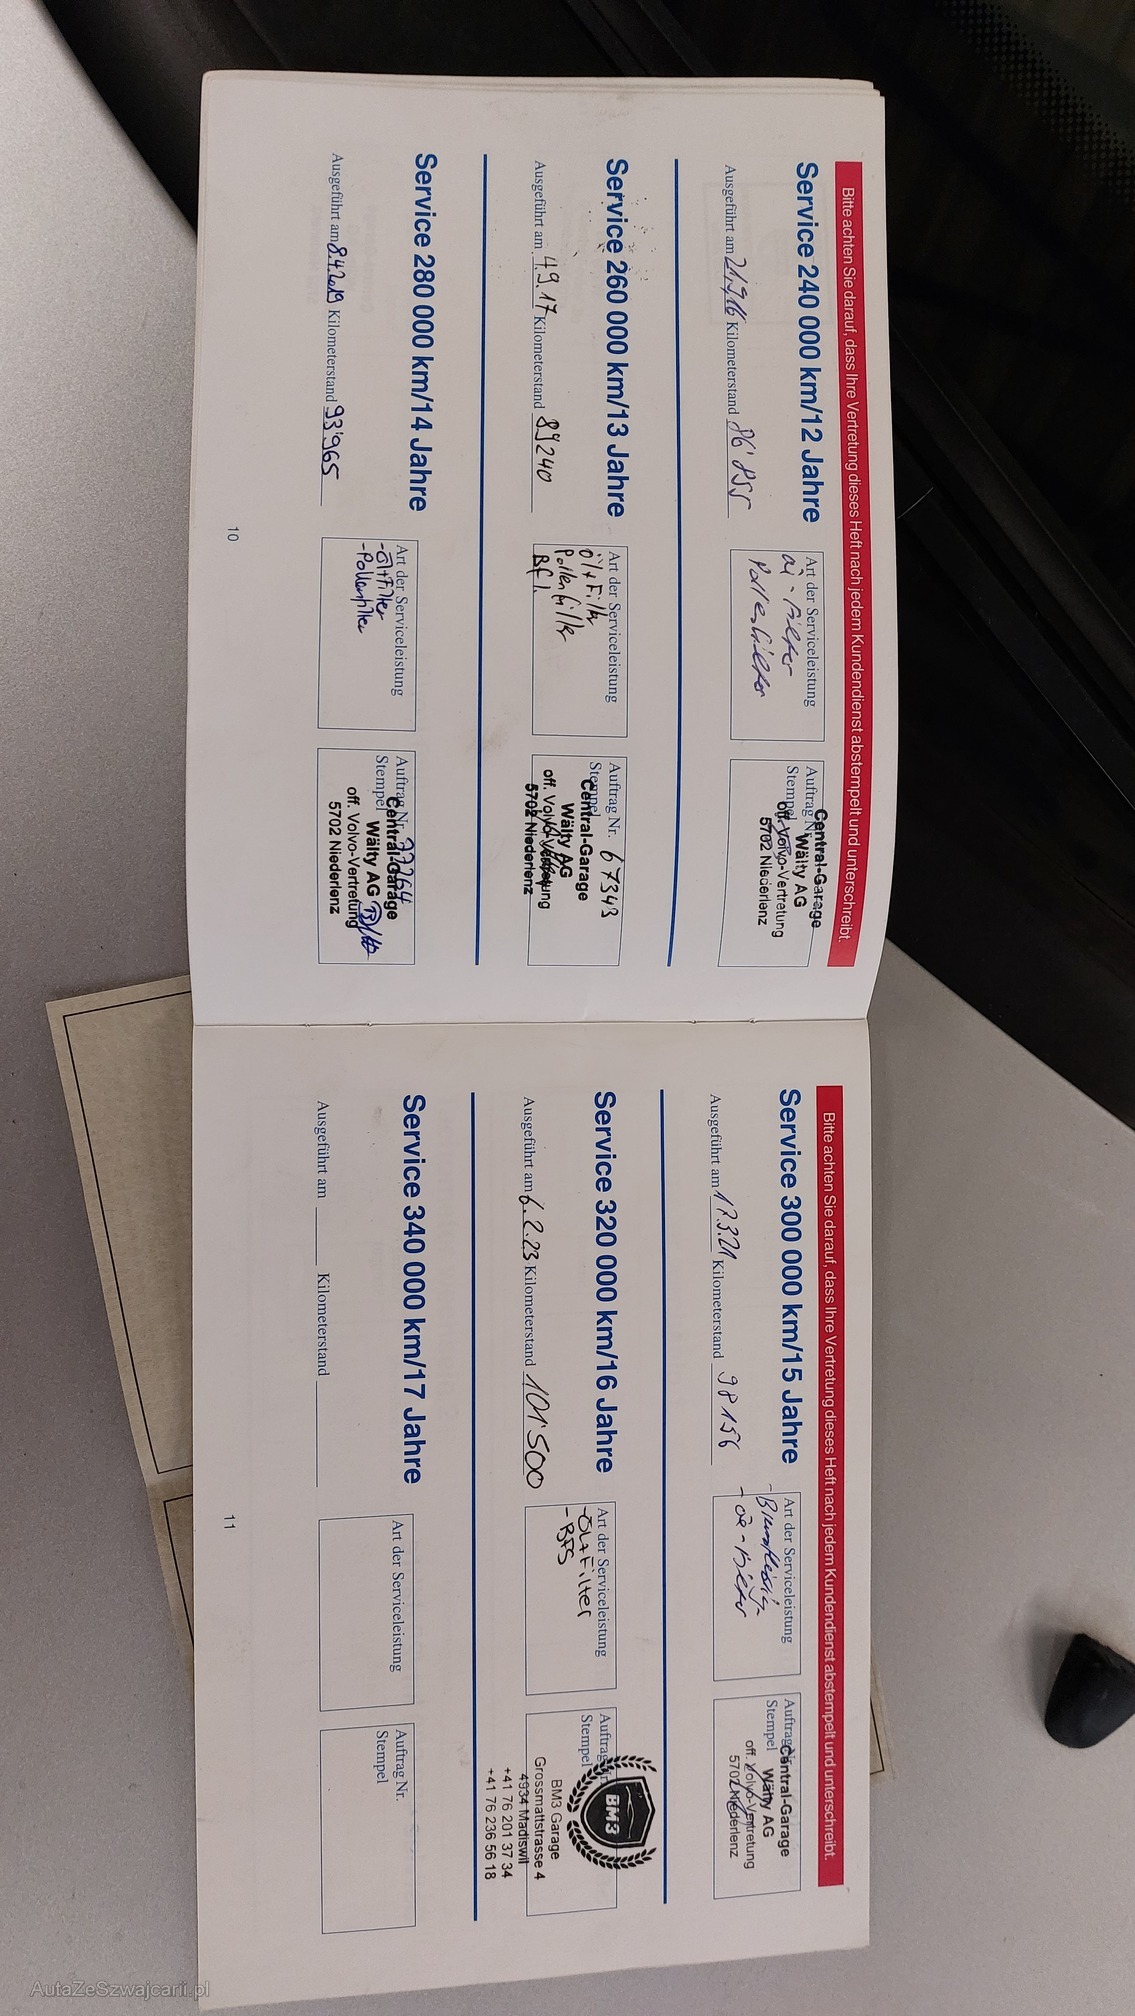 Bitte achten Sie darauf, dass Ihre Vertretung dieses Heft nach jedem Kundendienst abstempelt und unterschreibt.
Service 240 000 km/12 Jahre
Ausgeführt am 21.9.16 Kilometerstand 86'855
Art der Serviceleistung
Auftrag Nr.
Stempel
Central-Garage
Wälty AG
off. Volvo-Vertretung
5702 Niederlenz
Service 260 000 km/13 Jahre
Ausgeführt am 4.9.17 Kilometerstand 89240
Art der Serviceleistung
Öl+Filter
Pollenfilter
BFl.
Auftrag Nr. 67343
Stempel
Central-Garage
Wälty AG
off. Volvo-Vertretung
5702 Niederlenz
Service 280 000 km/14 Jahre
Ausgeführt am 8.4.2019 Kilometerstand 93'965
Art der Serviceleistung
-Öl+Filter
-Pollenfilter
Auftrag Nr. 77264
Stempel
Central-Garage
Wälty AG
off. Volvo-Vertretung
5702 Niederlenz
10
Bitte achten Sie darauf, dass Ihre Vertretung dieses Heft nach jedem Kundendienst abstempelt und unterschreibt.
Service 300 000 km/15 Jahre
Ausgeführt am 17.3.21 Kilometerstand 98156
Art der Serviceleistung
Auftrag Nr.
Stempel
Central-Garage
Wälty AG
off. Volvo-Vertretung
5702 Niederlenz
Service 320 000 km/16 Jahre
Ausgeführt am 6.2.23 Kilometerstand 101'500
Art der Serviceleistung
-ÖL+Filter
-BFS
Auftrag Nr.
Stempel
BM3
BM3 Garage
Grossmattstrasse 4
4934 Madiswil
+41 76 201 37 34
+41 76 236 56 18
Service 340 000 km/17 Jahre
Ausgeführt am Kilometerstand
Art der Serviceleistung
Auftrag Nr.
Stempel
11
AutaZeSzwajcarii.pl